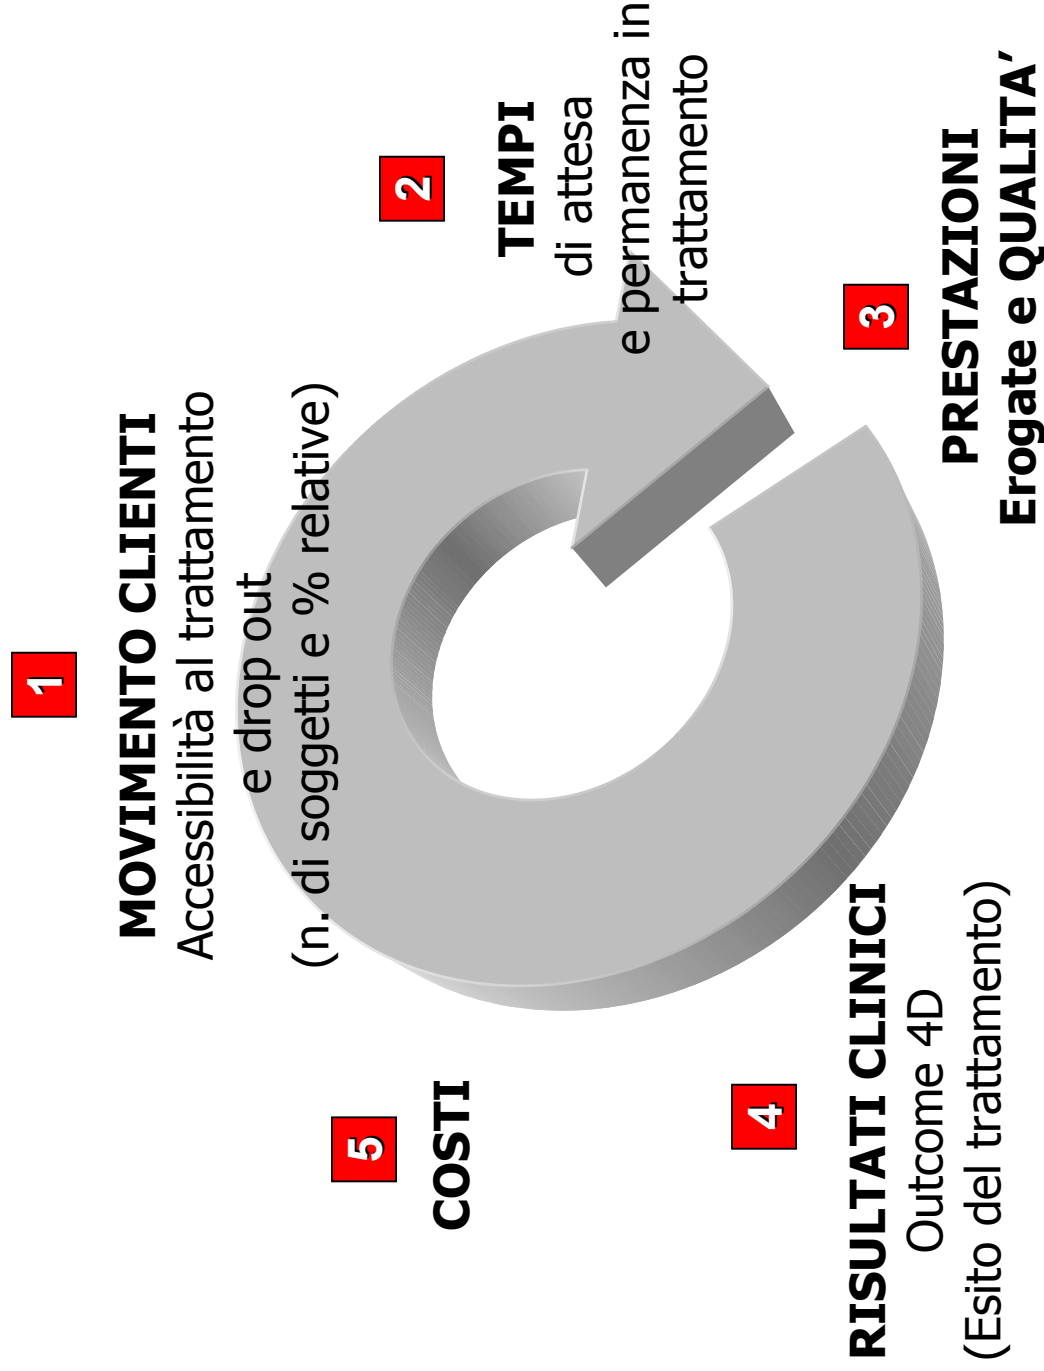 1
MOVIMENTO CLIENTI
Accessibilità al trattamento
e drop out
(n. di soggetti e % relative)
2
TEMPI
di attesa
e permanenza in
trattamento
3
PRESTAZIONI
Erogate e QUALITA’
4
RISULTATI CLINICI
Outcome 4D
(Esito del trattamento)
5
COSTI